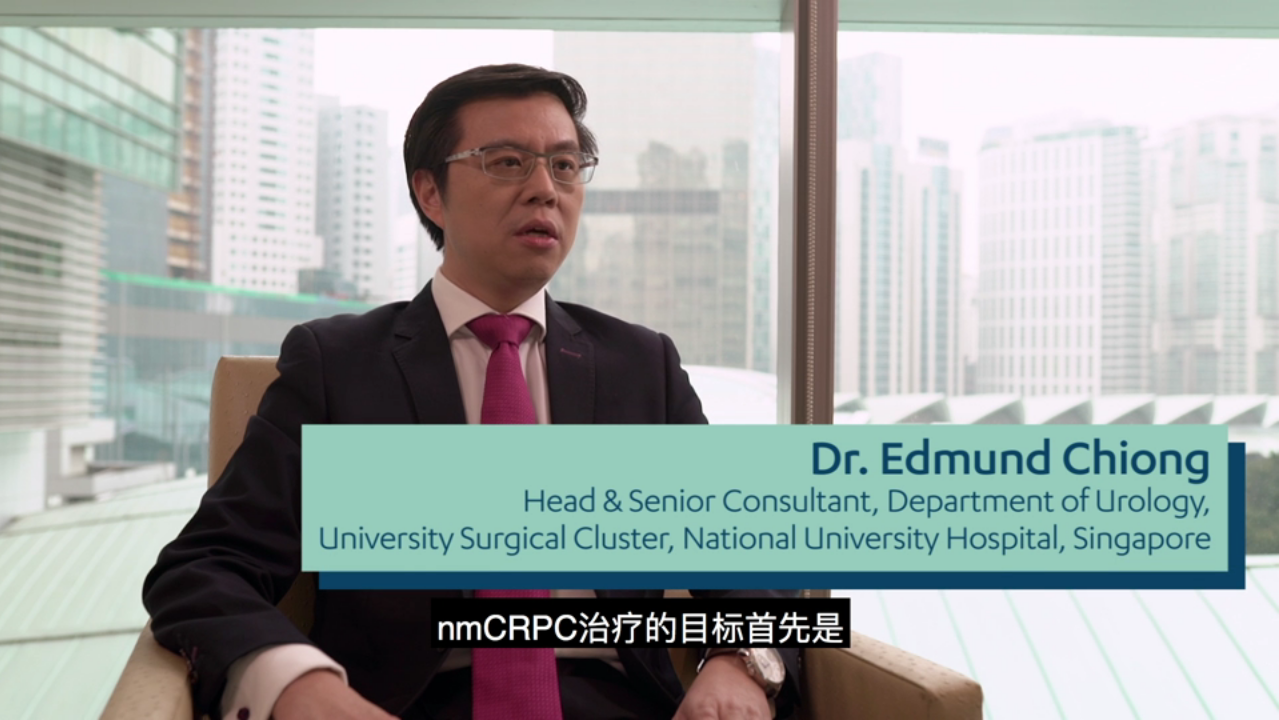 Dr. Edmund Chiong
Head & Senior Consultant, Department of Urology,
University Surgical Cluster, National University Hospital, Singapore
nmCRPC治疗的目标首先是